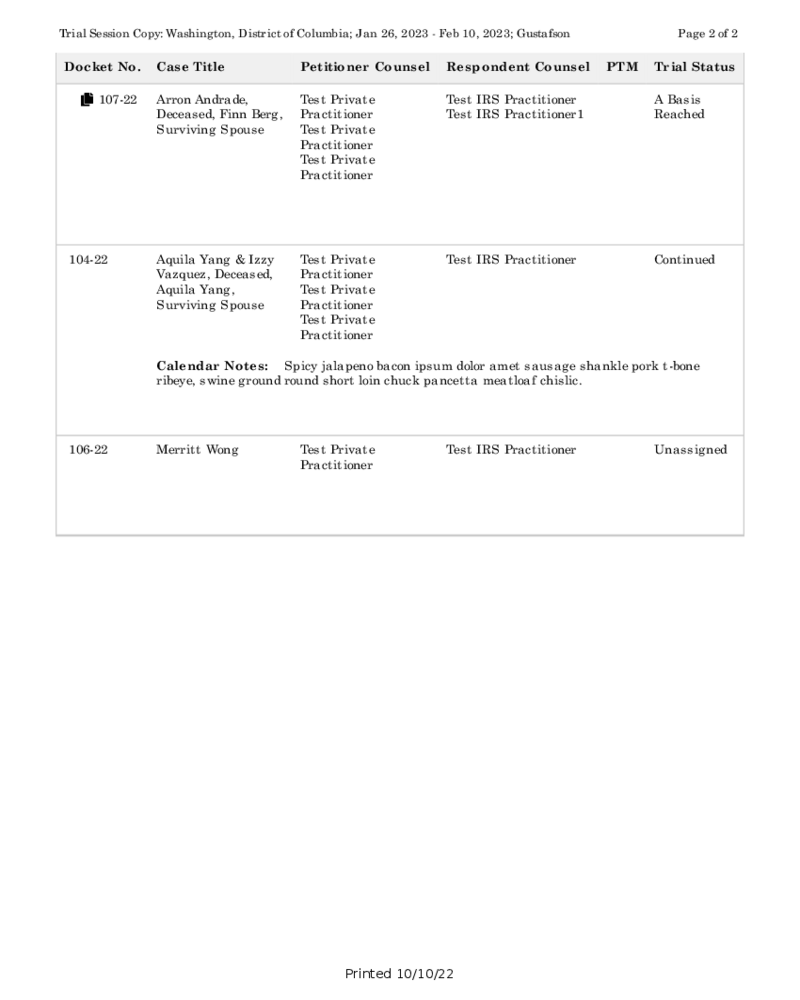 Trial Session Copy: Washington, District of Columbia; Jan 26, 2023 - Feb 10, 2023; Gustafson Page 2 of 2
Docket No. Case Title Petitioner Counsel Respondent Counsel PTM Trial Status
107-22 Arron Andrade, Test Private Test IRS Practitioner A Basis
Deceased, Finn Berg, Practitioner Test IRS Practitioner1 Reached
Surviving Spouse Test Private
Practitioner
Test Private
Practitioner
104-22 Aquila Yang & Izzy Test Private Test IRS Practitioner Continued
Vazquez, Deceased, Practitioner
Aquila Yang, Test Private
Surviving Spouse Practitioner
Test Private
Practitioner
Calendar Notes: Spicy jalapeno bacon ipsum dolor amet sausage shankle pork t-bone
ribeye, swine ground round short loin chuck pancetta meatloaf chislic.
106-22 Merritt Wong Test Private Test IRS Practitioner Unassigned
Practitioner
Printed 10/10/22